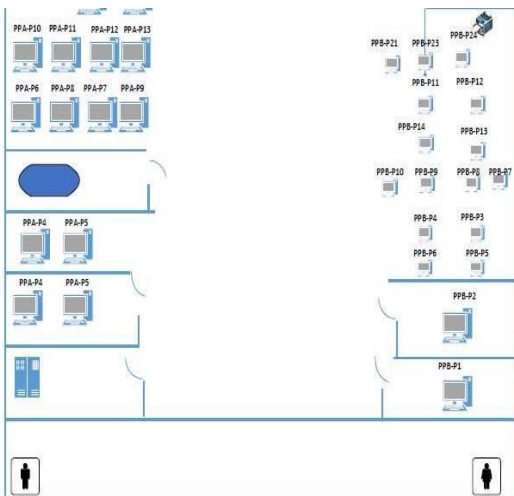 PPA-P10 PPA-P11 PPA-P12 PPA-P13
PPB-P21 PPB-P23 PPB-P24
PPA-P6 PPA-P8 PPA-P7 PPA-P9
PPB-P11 PPB-P12
PPB-P14 PPB-P13
PPB-P10 PPB-P9 PPB-P8 PPB-P7
PPA-P4 PPA-P5
PPB-P4 PPB-P3
PPB-P6 PPB-P5
PPA-P4 PPA-P5
PPB-P2
PPB-P1